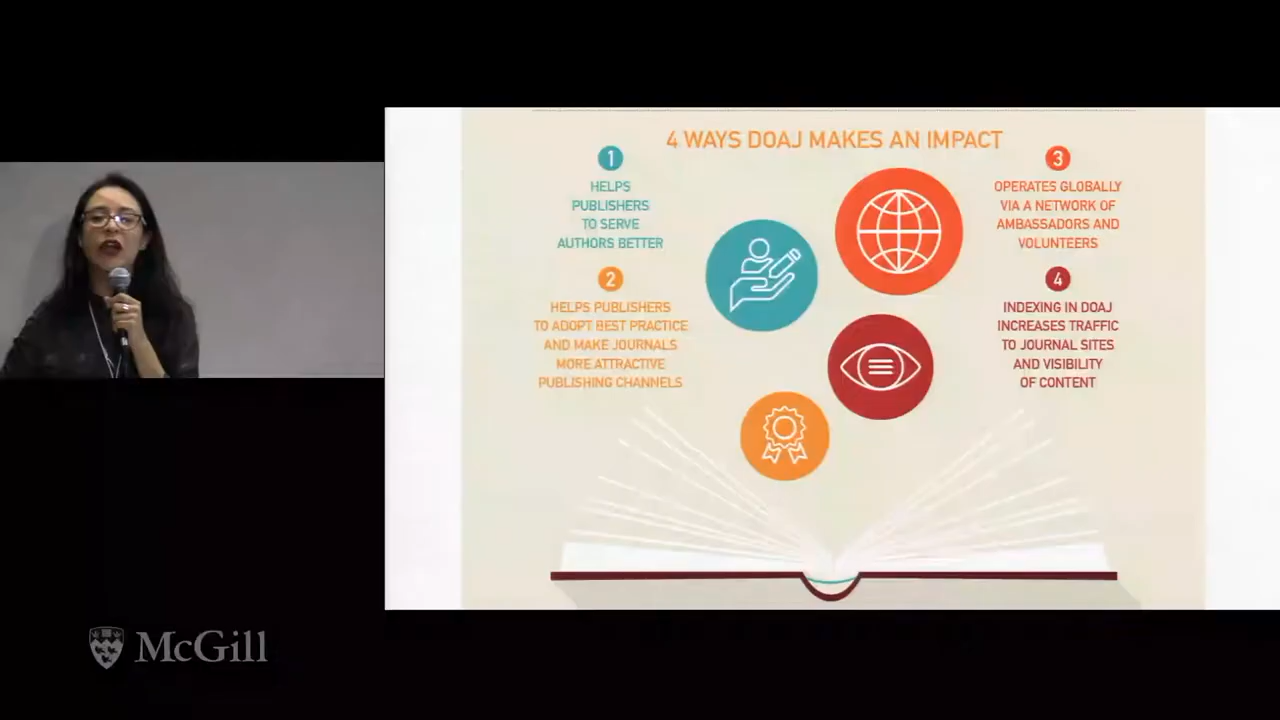 4 WAYS DOAJ MAKES AN IMPACT
1
HELPS
PUBLISHERS
TO SERVE
AUTHORS BETTER
2
HELPS PUBLISHERS
TO ADOPT BEST PRACTICE
AND MAKE JOURNALS
MORE ATTRACTIVE
PUBLISHING CHANNELS
3
OPERATES GLOBALLY
VIA A NETWORK OF
AMBASSADORS AND
VOLUNTEERS
4
INDEXING IN DOAJ
INCREASES TRAFFIC
TO JOURNAL SITES
AND VISIBILITY
OF CONTENT
McGill